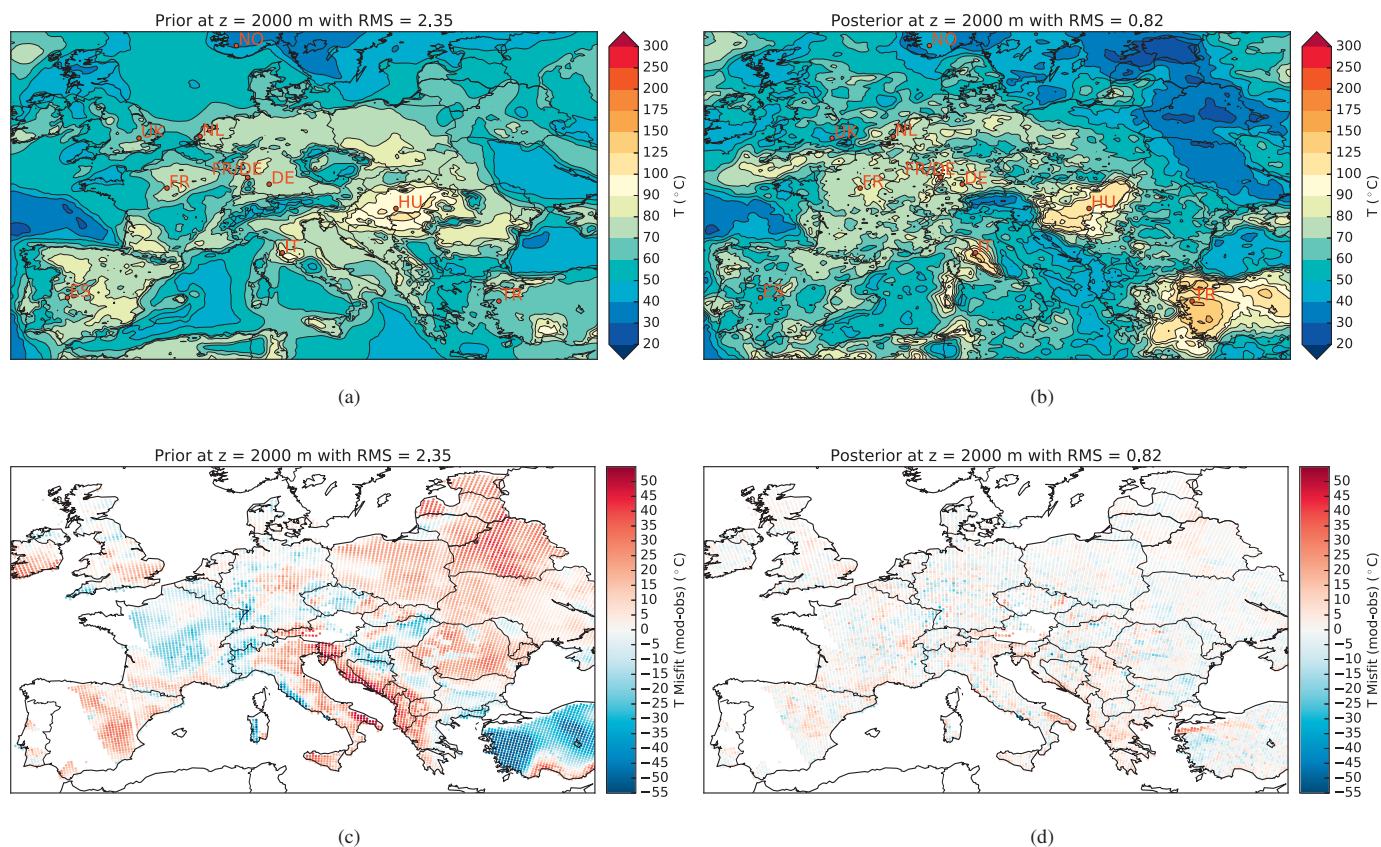 Prior at z = 2000 m with RMS = 2.35
NO
UK
NL
FR/DE
FR
DE
HU
IT
ES
TR
300
250
200
175
150
125
100
90
80
70
60
50
40
30
20
T (°C)
(a)
Posterior at z = 2000 m with RMS = 0.82
NO
UK
NL
FR/DE
FR
DE
HU
IT
ES
TR
300
250
200
175
150
125
100
90
80
70
60
50
40
30
20
T (°C)
(b)
Prior at z = 2000 m with RMS = 2.35
50
45
40
35
30
25
20
15
10
5
0
−5
−10
−15
−20
−25
−30
−35
−40
−45
−55
T Misfit (mod-obs) (°C)
(c)
Posterior at z = 2000 m with RMS = 0.82
50
45
40
35
30
25
20
15
10
5
0
−5
−10
−15
−20
−25
−30
−35
−40
−45
−55
T Misfit (mod-obs) (°C)
(d)